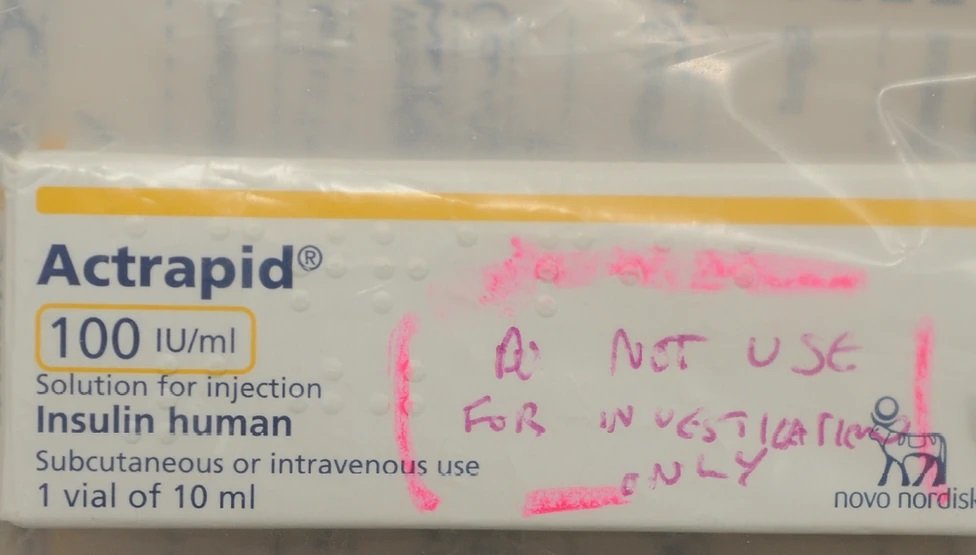 Actrapid®
100 IU/ml
Solution for injection
Insulin human
Subcutaneous or intravenous use
1 vial of 10 ml
NOT USE
FOR INVESTIGATION
ONLY
novo nordisk